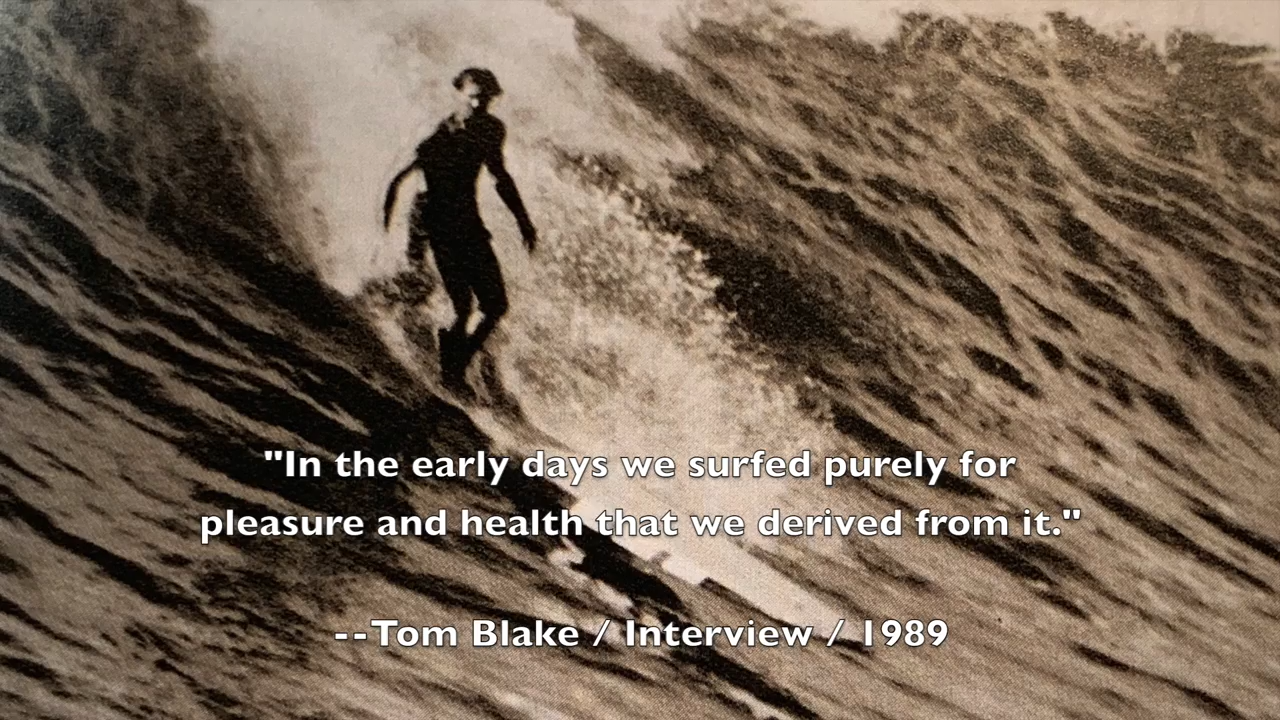 "In the early days we surfed purely for
pleasure and health that we derived from it."
--Tom Blake / Interview / 1989